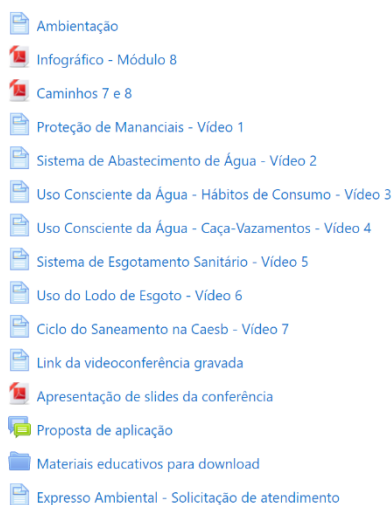 Ambientação
Infográfico - Módulo 8
Caminhos 7 e 8
Proteção de Mananciais - Vídeo 1
Sistema de Abastecimento de Água - Vídeo 2
Uso Consciente da Água - Hábitos de Consumo - Vídeo 3
Uso Consciente da Água - Caça-Vazamentos - Vídeo 4
Sistema de Esgotamento Sanitário - Vídeo 5
Uso do Lodo de Esgoto - Vídeo 6
Ciclo do Saneamento na Caesb - Vídeo 7
Link da videoconferência gravada
Apresentação de slides da conferência
Proposta de aplicação
Materiais educativos para download
Expresso Ambiental - Solicitação de atendimento